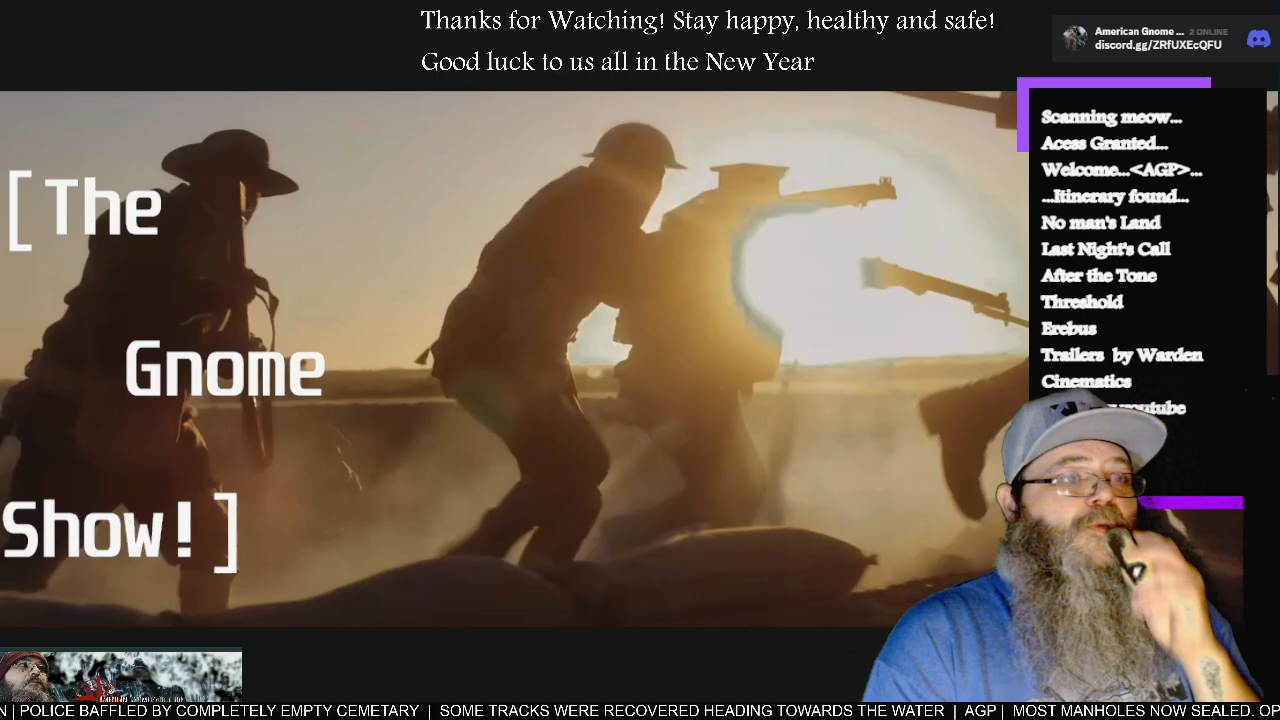 Thanks for Watching! Stay happy, healthy and safe!
Good luck to us all in the New Year
American Gnome ... 2 ONLINE
discord.gg/ZRfUXEcQFU
[The
Gnome
Show!]
Scanning meow...
Acess Granted...
Welcome...<AGP>...
...Itinerary found...
No man's Land
Last Night's Call
After the Tone
Threshold
Erebus
Trailers by Warden
Cinematics
youtube
N | POLICE BAFFLED BY COMPLETELY EMPTY CEMETARY | SOME TRACKS WERE RECOVERED HEADING TOWARDS THE WATER | AGP | MOST MANHOLES NOW SEALED. OP